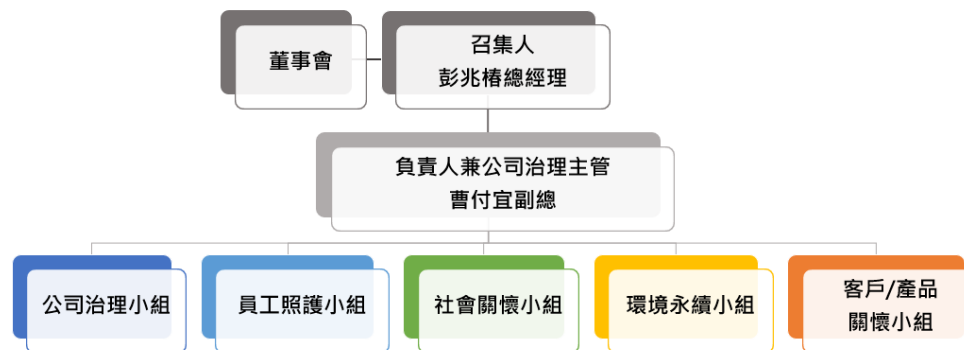 董事會
召集人
彭兆椿總經理
負責人兼公司治理主管
曹付宜副總
公司治理小組
員工照護小組
社會關懷小組
環境永續小組
客戶/產品
關懷小組